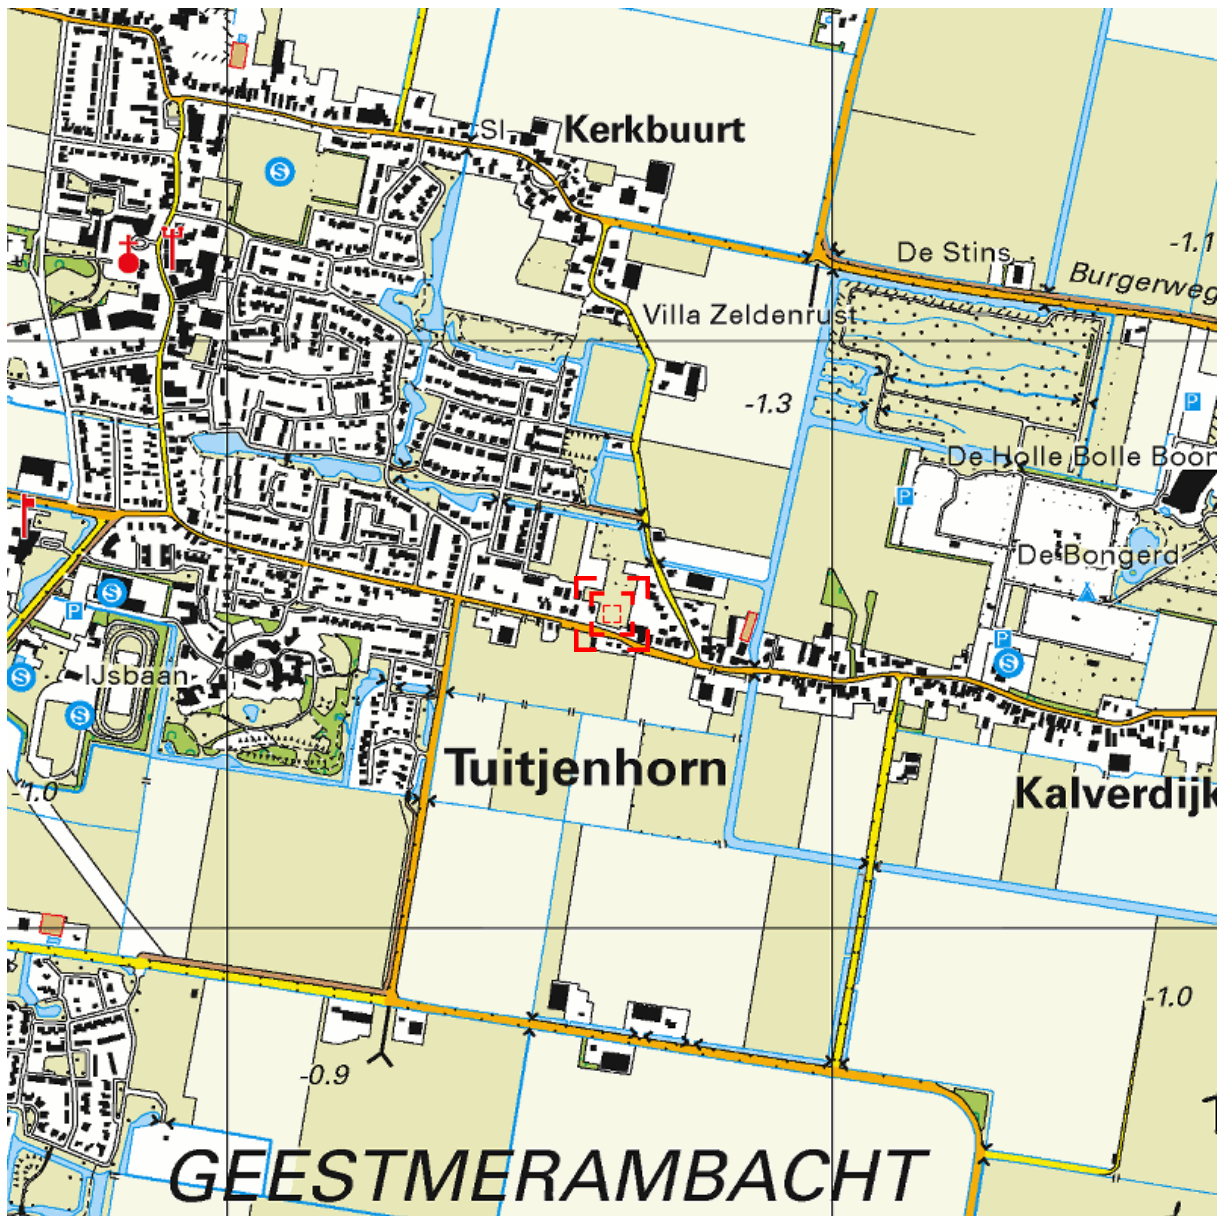 Sl.
Kerkbuurt
S
De Stins
-1.1
Burgerweg
Villa Zeldenrust
-1.3
P
De Holle Bolle Boom
P
De Bongerd
S
P
P
S
S
IJsbaan
S
Tuitjenhorn
Kalverdijk
-1.0
-1.0
-0.9
GEESTMERAMBACHT